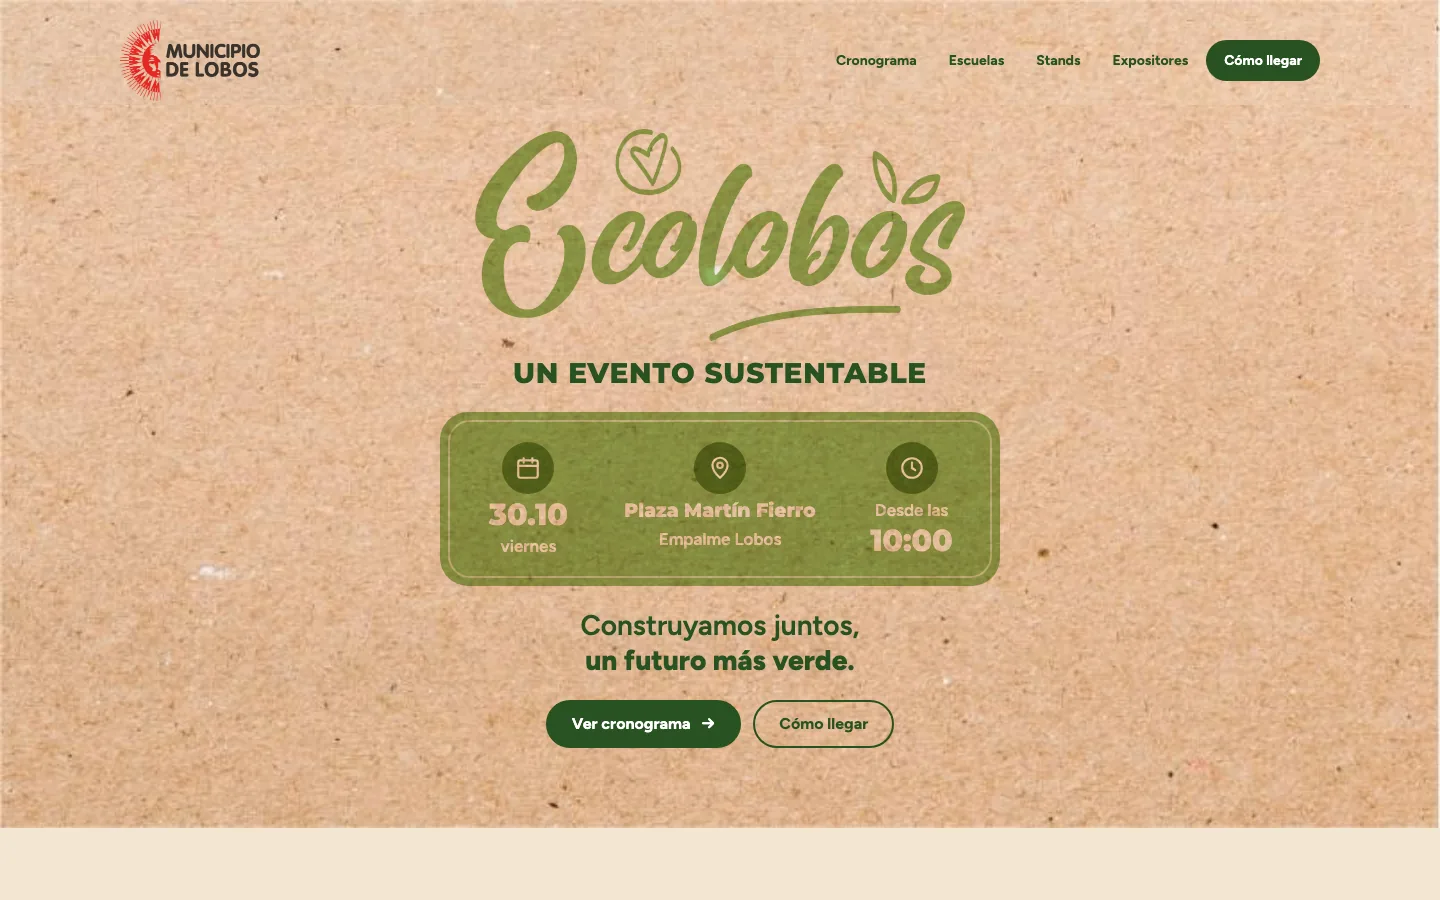 MUNICIPIO
DE LOBOS
Cronograma
Escuelas
Stands
Expositores
Cómo llegar
Ecolobos
UN EVENTO SUSTENTABLE
30.10
viernes
Plaza Martín Fierro
Empalme Lobos
Desde las
10:00
Construyamos juntos,
un futuro más verde.
Ver cronograma
Cómo llegar